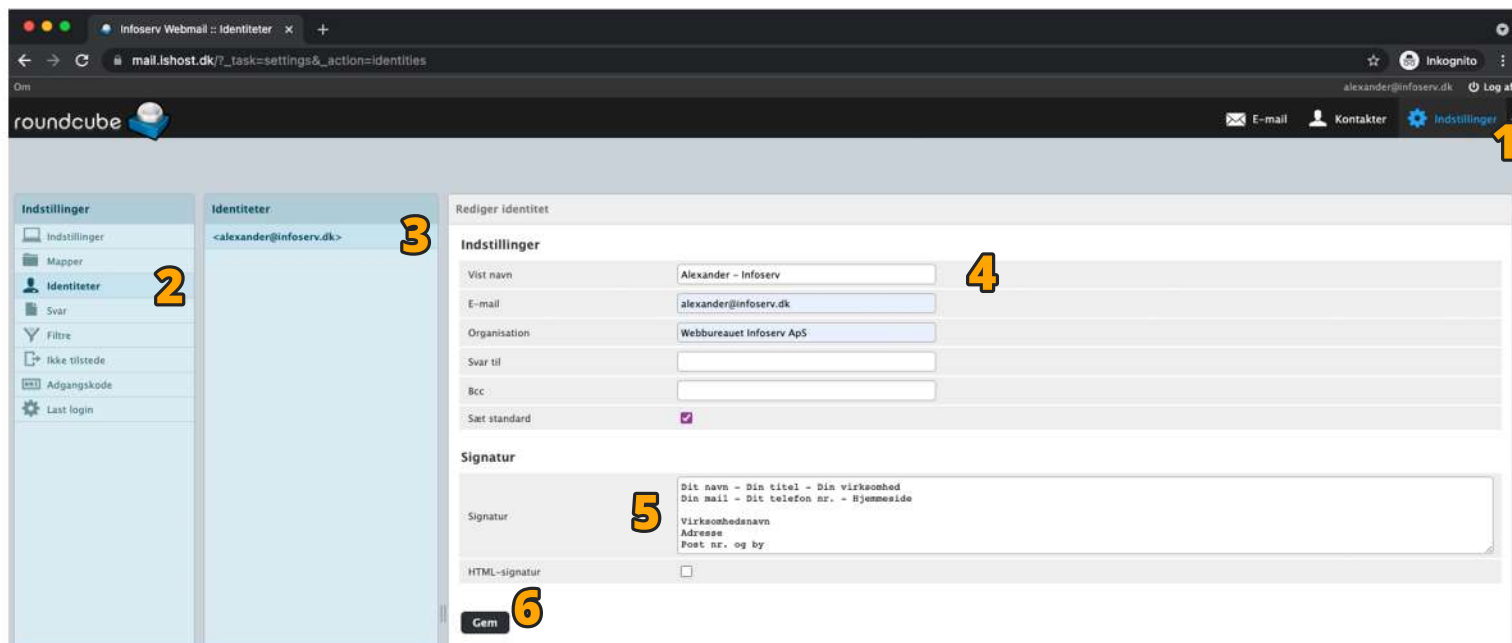 Infoserv Webmail :: Identiteter × +
mail.ishost.dk/?_task=settings&_action=identities
Inkognito
Om
alexander@infoserv.dk Log af
roundcube
E-mail Kontakter Indstillinger
1
Indstillinger
Indstillinger
Mapper
Identiteter
2
Svar
Filtre
Ikke tilstede
Adgangskode
Last login
Identiteter
<alexander@infoserv.dk>
3
Rediger identitet
Indstillinger
Vist navn Alexander - Infoserv
4
E-mail alexander@infoserv.dk
Organisation Webbureauet Infoserv ApS
Svar til
Bcc
Sæt standard
Signatur
Signatur
5
Dit navn - Din titel - Din virksomhed
Din mail - Dit telefon nr. - Hjemmeside
Virksomhedsnavn
Adresse
Post nr. og by
HTML-signatur
Gem
6